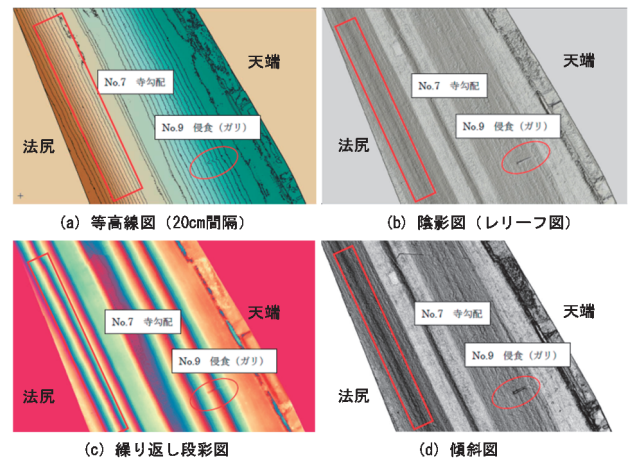 天端
No.7 寺勾配
No.9 侵食（ガリ）
法尻
(a) 等高線図（20cm間隔）
天端
No.7 寺勾配
No.9 侵食（ガリ）
法尻
(b) 陰影図（レリーフ図）
天端
No.7 寺勾配
No.9 侵食（ガリ）
法尻
(c) 繰り返し段彩図
天端
No.7 寺勾配
No.9 侵食（ガリ）
法尻
(d) 傾斜図